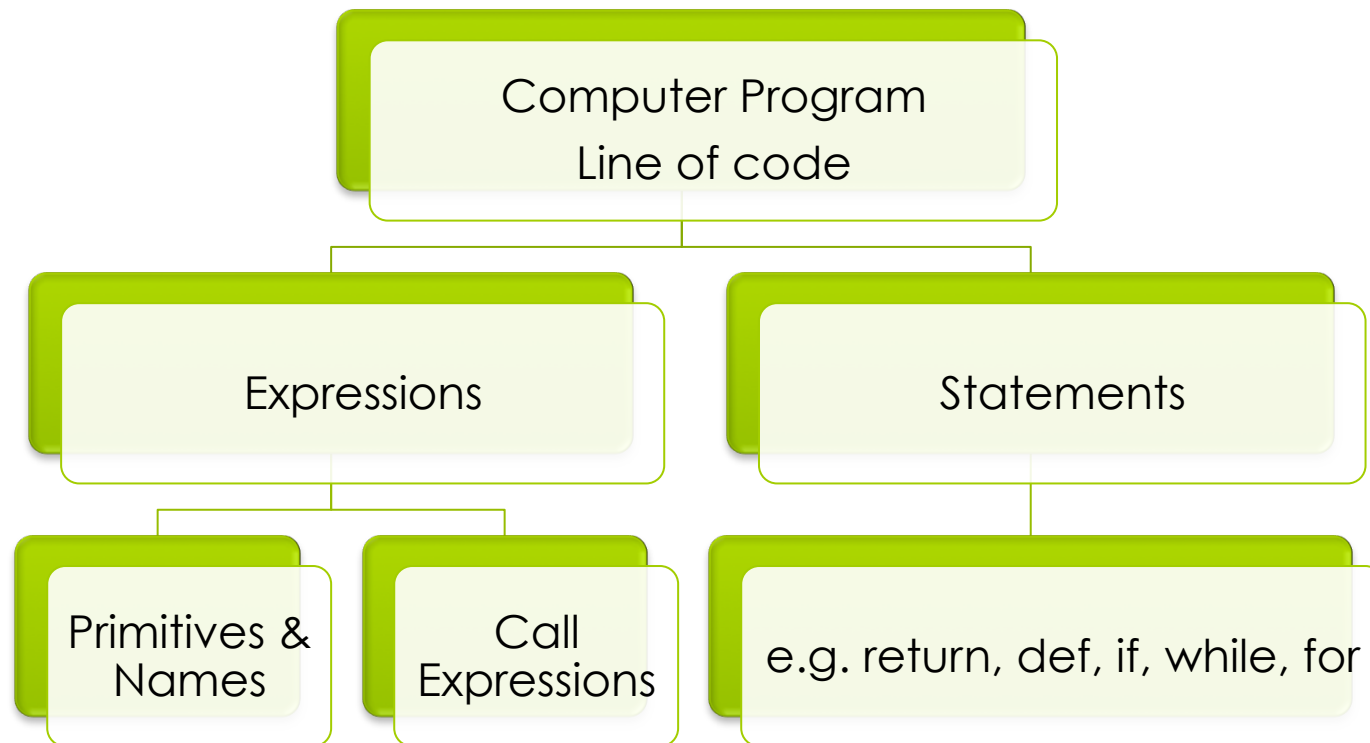 Computer Program
Line of code
Expressions
Statements
Primitives &
Names
Call
Expressions
e.g. return, def, if, while, for